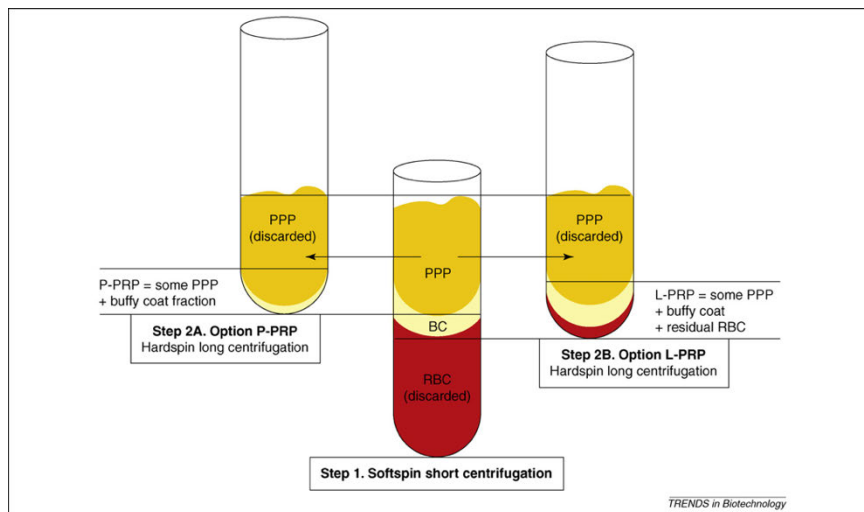 PPP
(discarded)
P-PRP = some PPP
+ buffy coat fraction
Step 2A. Option P-PRP
Hardspin long centrifugation
PPP
BC
RBC
(discarded)
Step 1. Softspin short centrifugation
PPP
(discarded)
L-PRP = some PPP
+ buffy coat
+ residual RBC
Step 2B. Option L-PRP
Hardspin long centrifugation
TRENDS in Biotechnology